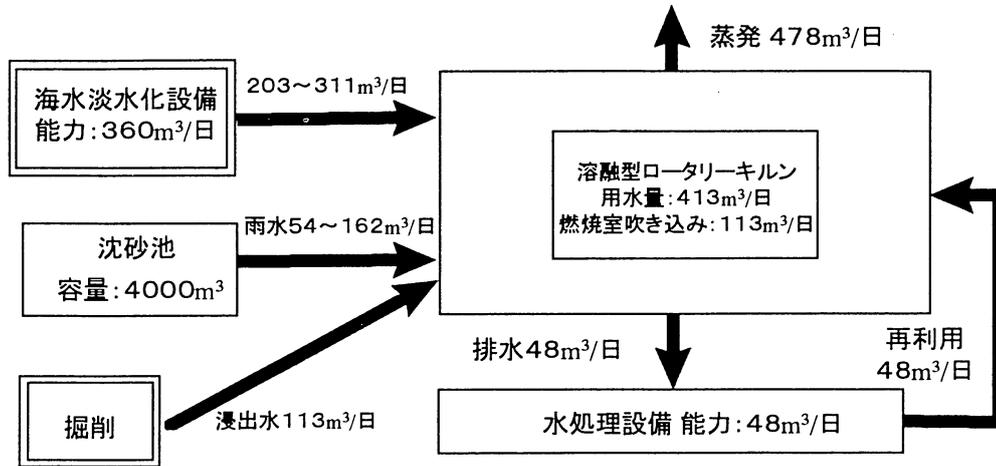 蒸発 478m³/日
海水淡水化設備
能力:360m³/日
203～311m³/日
溶融型ロータリーキルン
用水量:413m³/日
燃焼室吹き込み:113m³/日
沈砂池
容量:4000m³
雨水54～162m³/日
掘削
浸出水113m³/日
排水48m³/日
再利用
48m³/日
水処理設備 能力:48m³/日